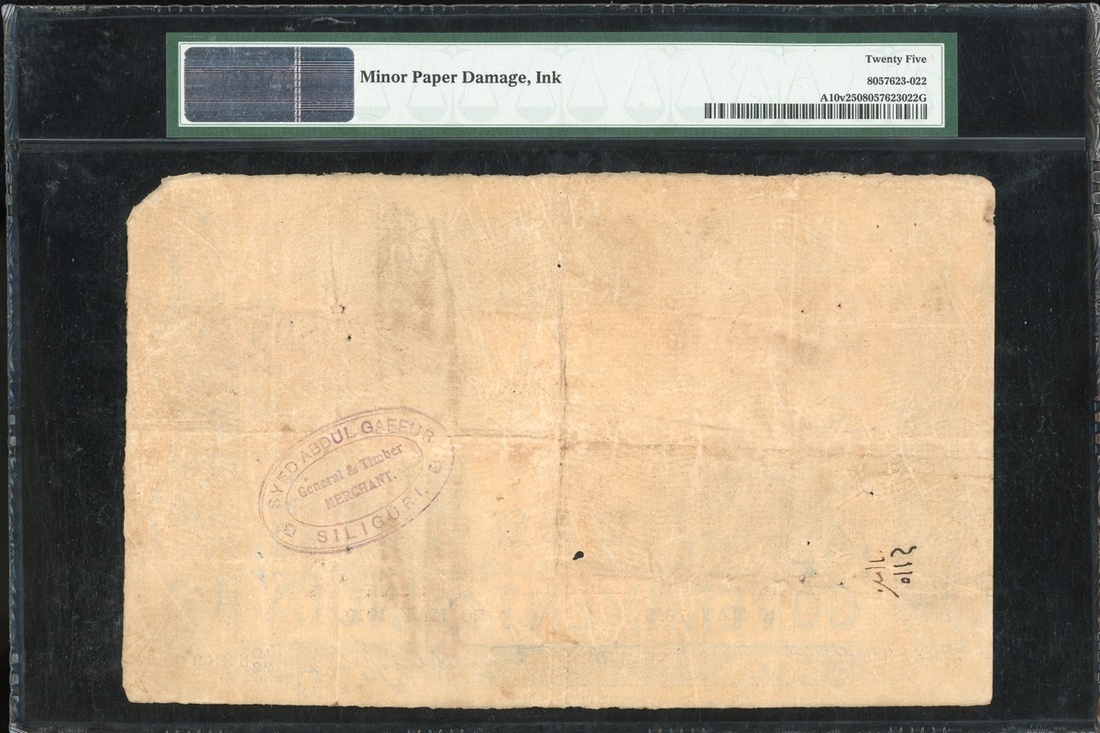 Minor Paper Damage, Ink
Twenty Five
8057623-022
A10v2508057623022G
SYED ABDUL GAFFUR
General & Timber
MERCHANT.
SILIGURI.